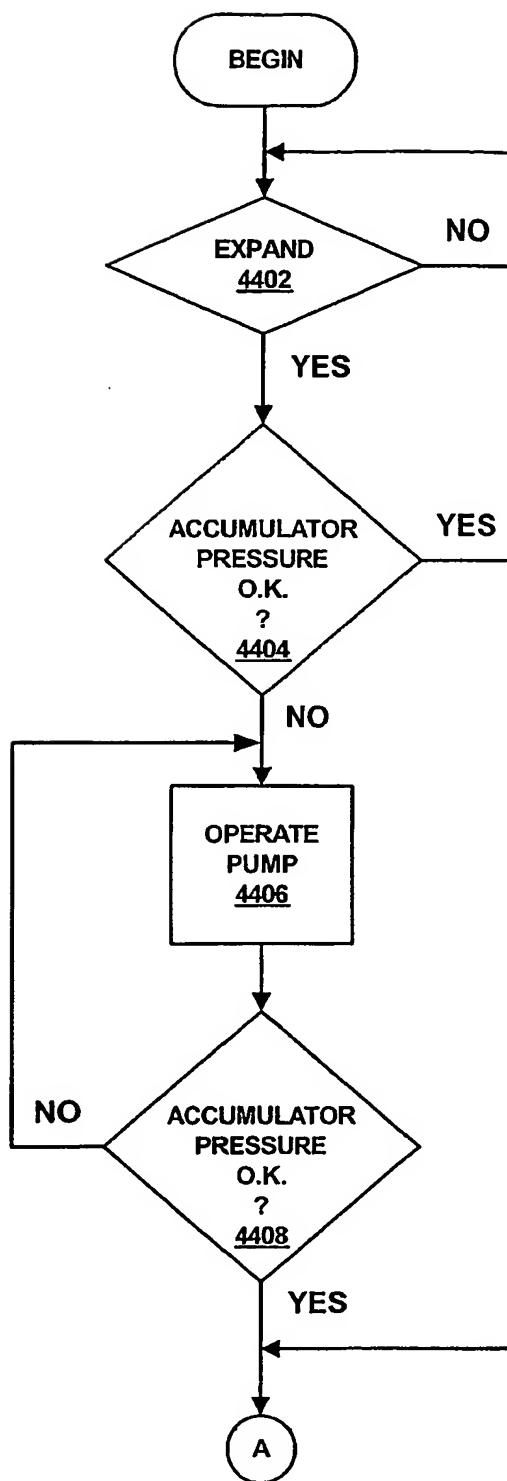 BEGIN
EXPAND
4402
NO
YES
ACCUMULATOR
PRESSURE
O.K.
?
4404
YES
NO
OPERATE
PUMP
4406
ACCUMULATOR
PRESSURE
O.K.
?
4408
NO
YES
A